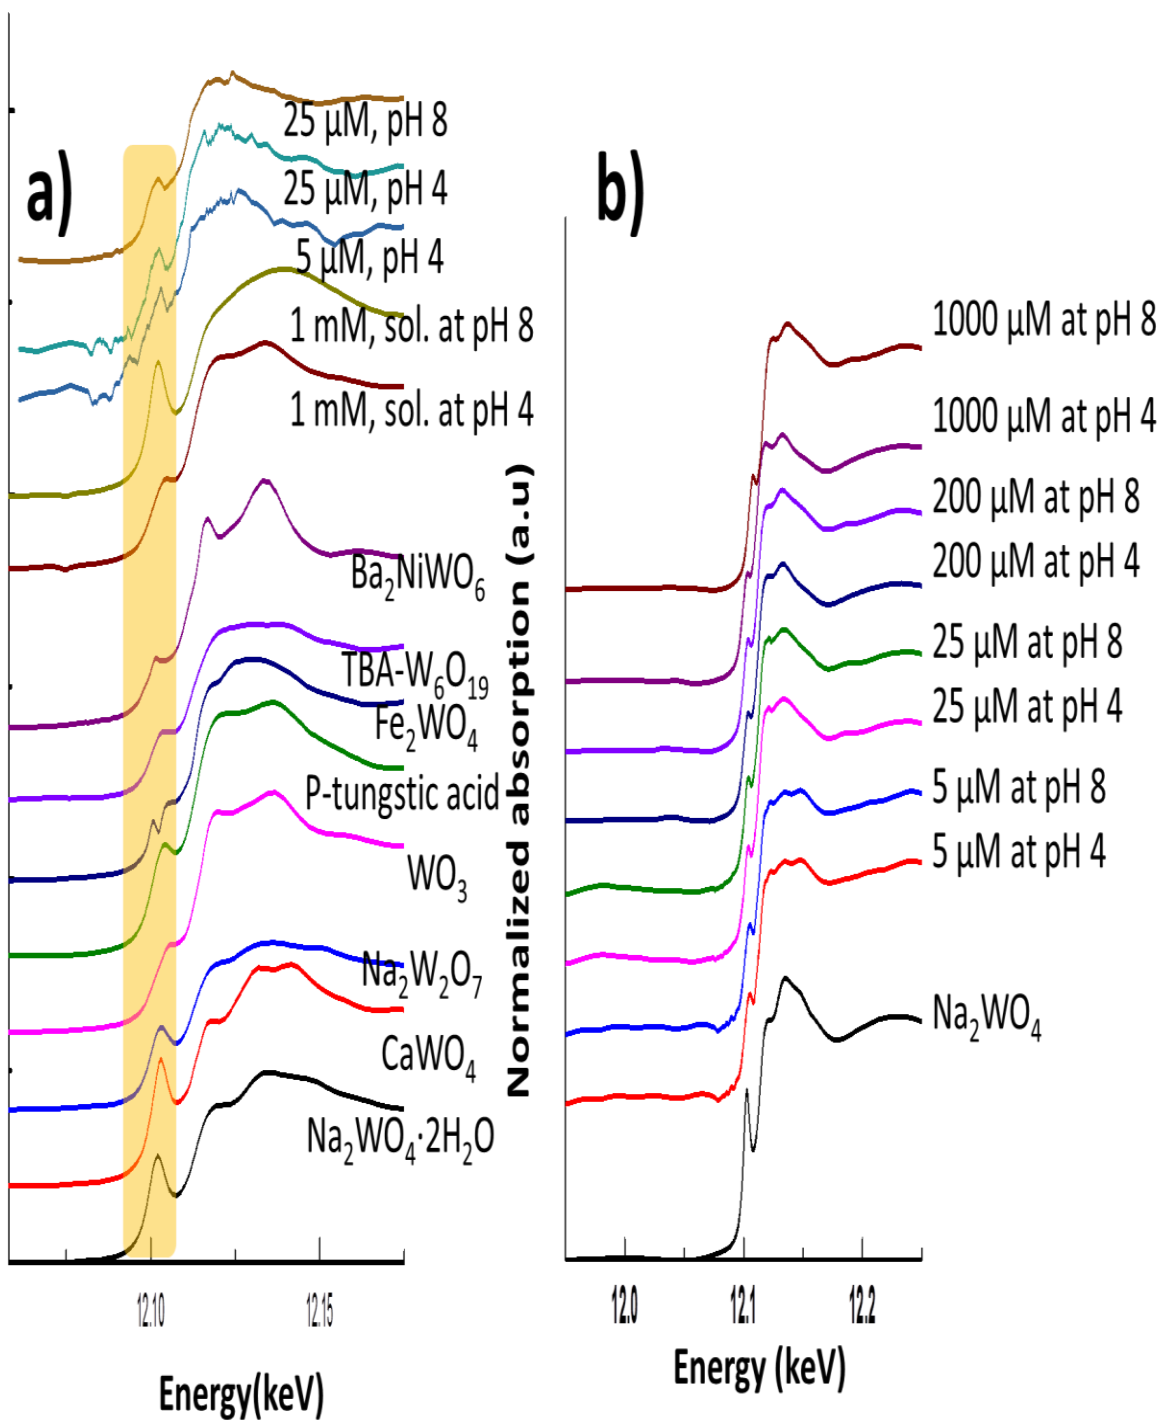 a)
25 μM, pH 8
25 μM, pH 4
5 μM, pH 4
1 mM, sol. at pH 8
1 mM, sol. at pH 4
Ba₂NiWO₆
TBA-W₆O₁₉
Fe₂WO₄
P-tungstic acid
WO₃
Na₂W₂O₇
CaWO₄
Na₂WO₄·2H₂O
12.10
12.15
Energy(keV)
b)
Normalized absorption (a.u)
1000 μM at pH 8
1000 μM at pH 4
200 μM at pH 8
200 μM at pH 4
25 μM at pH 8
25 μM at pH 4
5 μM at pH 8
5 μM at pH 4
Na₂WO₄
12.0
12.1
12.2
Energy (keV)